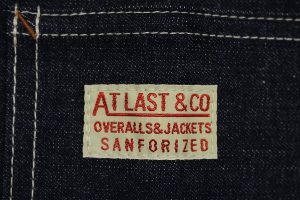 AT LAST & CO
OVERALLS & JACKETS
SANFORIZED